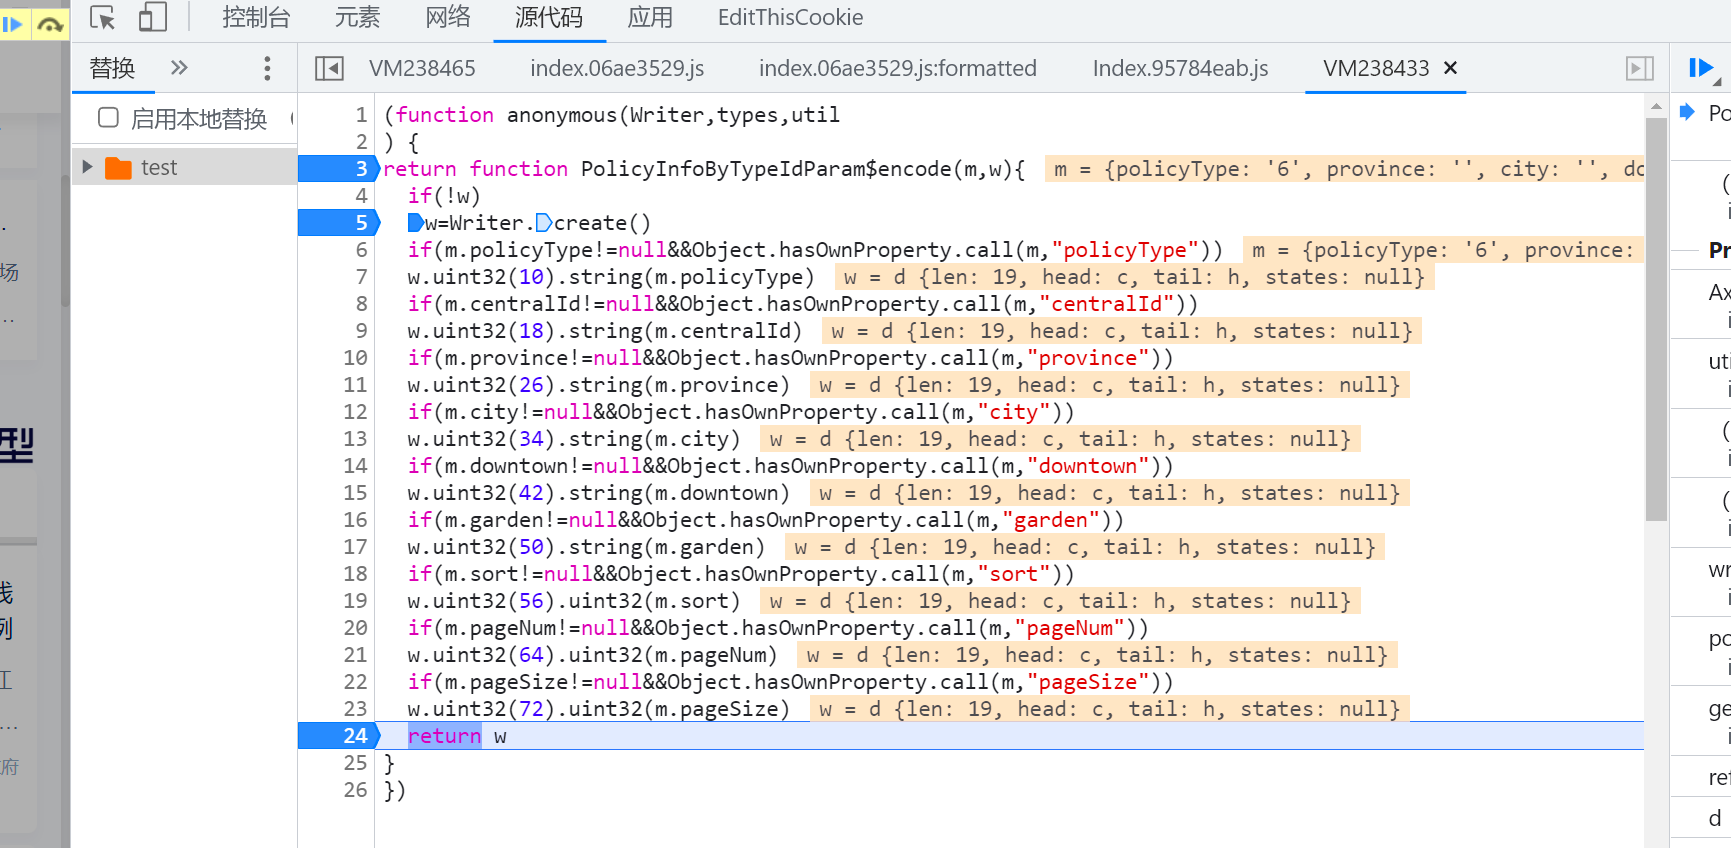 控制台 元素 网络 源代码 应用 EditThisCookie
替换 VM238465 index.06ae3529.js index.06ae3529.js:formatted Index.95784eab.js VM238433
启用本地替换
test
1 (function anonymous(Writer,types,util
2 ) {
3 return function PolicyInfoByTypeIdParam$encode(m,w){ m = {policyType: '6', province: '', city: '', do
4 if(!w)
5 w=Writer.create()
6 if(m.policyType!=null&&Object.hasOwnProperty.call(m,"policyType")) m = {policyType: '6', province:
7 w.uint32(10).string(m.policyType) w = d {len: 19, head: c, tail: h, states: null}
8 if(m.centralId!=null&&Object.hasOwnProperty.call(m,"centralId"))
9 w.uint32(18).string(m.centralId) w = d {len: 19, head: c, tail: h, states: null}
10 if(m.province!=null&&Object.hasOwnProperty.call(m,"province"))
11 w.uint32(26).string(m.province) w = d {len: 19, head: c, tail: h, states: null}
12 if(m.city!=null&&Object.hasOwnProperty.call(m,"city"))
13 w.uint32(34).string(m.city) w = d {len: 19, head: c, tail: h, states: null}
14 if(m.downtown!=null&&Object.hasOwnProperty.call(m,"downtown"))
15 w.uint32(42).string(m.downtown) w = d {len: 19, head: c, tail: h, states: null}
16 if(m.garden!=null&&Object.hasOwnProperty.call(m,"garden"))
17 w.uint32(50).string(m.garden) w = d {len: 19, head: c, tail: h, states: null}
18 if(m.sort!=null&&Object.hasOwnProperty.call(m,"sort"))
19 w.uint32(56).uint32(m.sort) w = d {len: 19, head: c, tail: h, states: null}
20 if(m.pageNum!=null&&Object.hasOwnProperty.call(m,"pageNum"))
21 w.uint32(64).uint32(m.pageNum) w = d {len: 19, head: c, tail: h, states: null}
22 if(m.pageSize!=null&&Object.hasOwnProperty.call(m,"pageSize"))
23 w.uint32(72).uint32(m.pageSize) w = d {len: 19, head: c, tail: h, states: null}
24 return w
25 }
26 })
场
型
列
江
府
Po
(
Pr
Ax
uti
(
(
wr
po
ge
ref
d